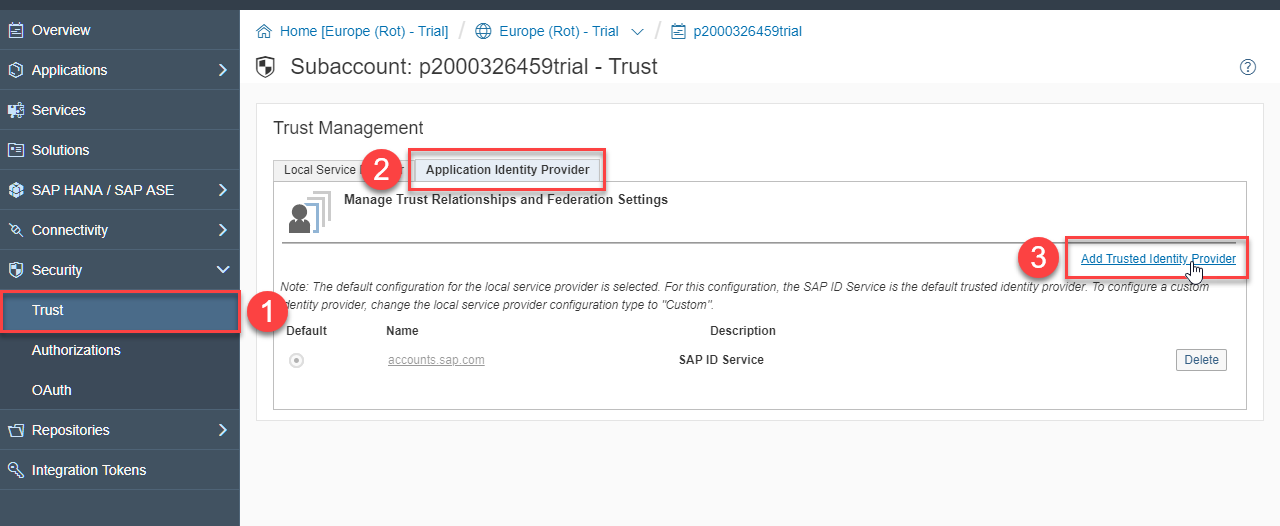 Overview
Applications
Services
Solutions
SAP HANA / SAP ASE
Connectivity
Security
Trust
Authorizations
OAuth
Repositories
Integration Tokens
Home [Europe (Rot) - Trial] / Europe (Rot) - Trial / p2000326459trial
Subaccount: p2000326459trial - Trust
Trust Management
Local Service
2
Application Identity Provider
Manage Trust Relationships and Federation Settings
3
Add Trusted Identity Provider
Note: The default configuration for the local service provider is selected. For this configuration, the SAP ID Service is the default trusted identity provider. To configure a custom
identity provider, change the local service provider configuration type to "Custom".
1
Default Name Description
accounts.sap.com SAP ID Service Delete